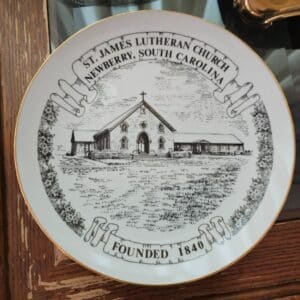 ST. JAMES LUTHERAN CHURCH
NEWBERRY, SOUTH CAROLINA
FOUNDED 1840